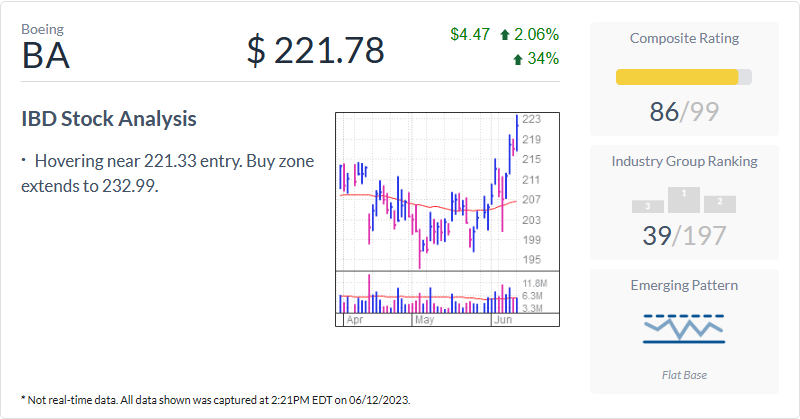 Boeing
BA
$ 221.78
$4.47 2.06%
34%
IBD Stock Analysis
· Hovering near 221.33 entry. Buy zone
extends to 232.99.
223
219
215
211
207
203
199
195
11.8M
6.3M
3.3M
Apr May Jun
Composite Rating
86/99
Industry Group Ranking
3 1 2
39/197
Emerging Pattern
Flat Base
* Not real-time data. All data shown was captured at 2:21PM EDT on 06/12/2023.